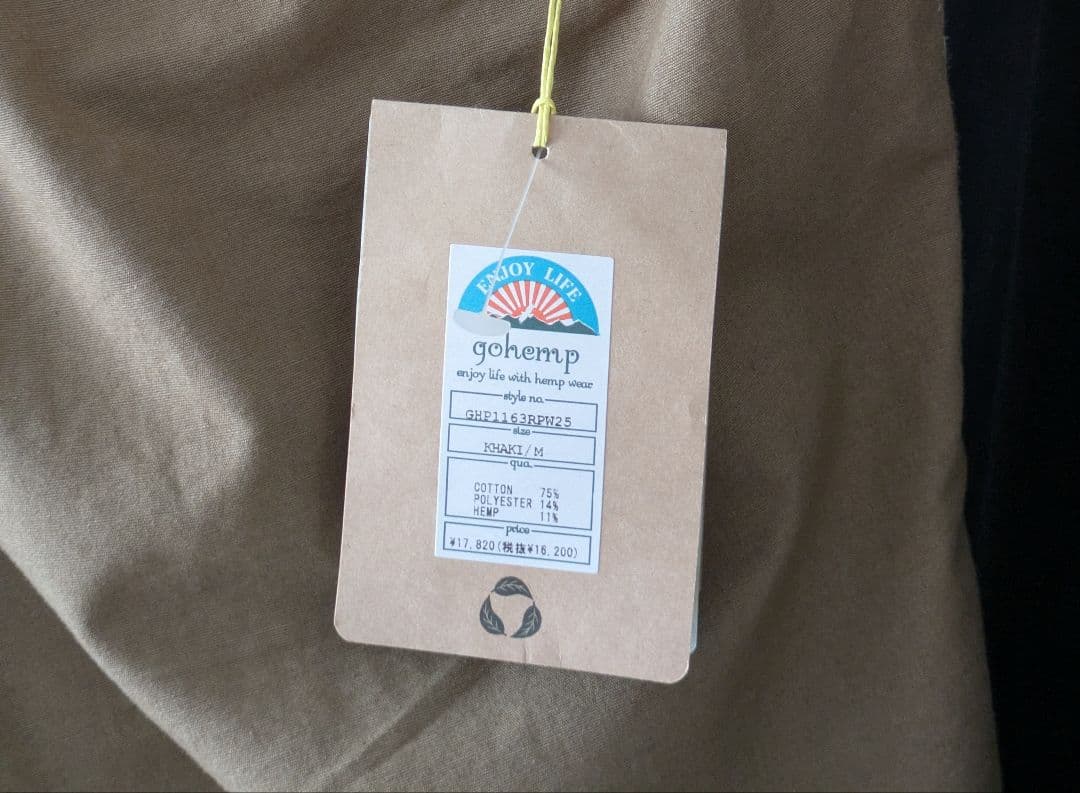 ENJOY LIFE
gohemp
enjoy life with hemp wear
style no.
GHP1163RPW25
size
KHAKI/M
qua.
COTTON 75%
POLYESTER 14%
HEMP 11%
price
¥17,820(税抜¥16,200)